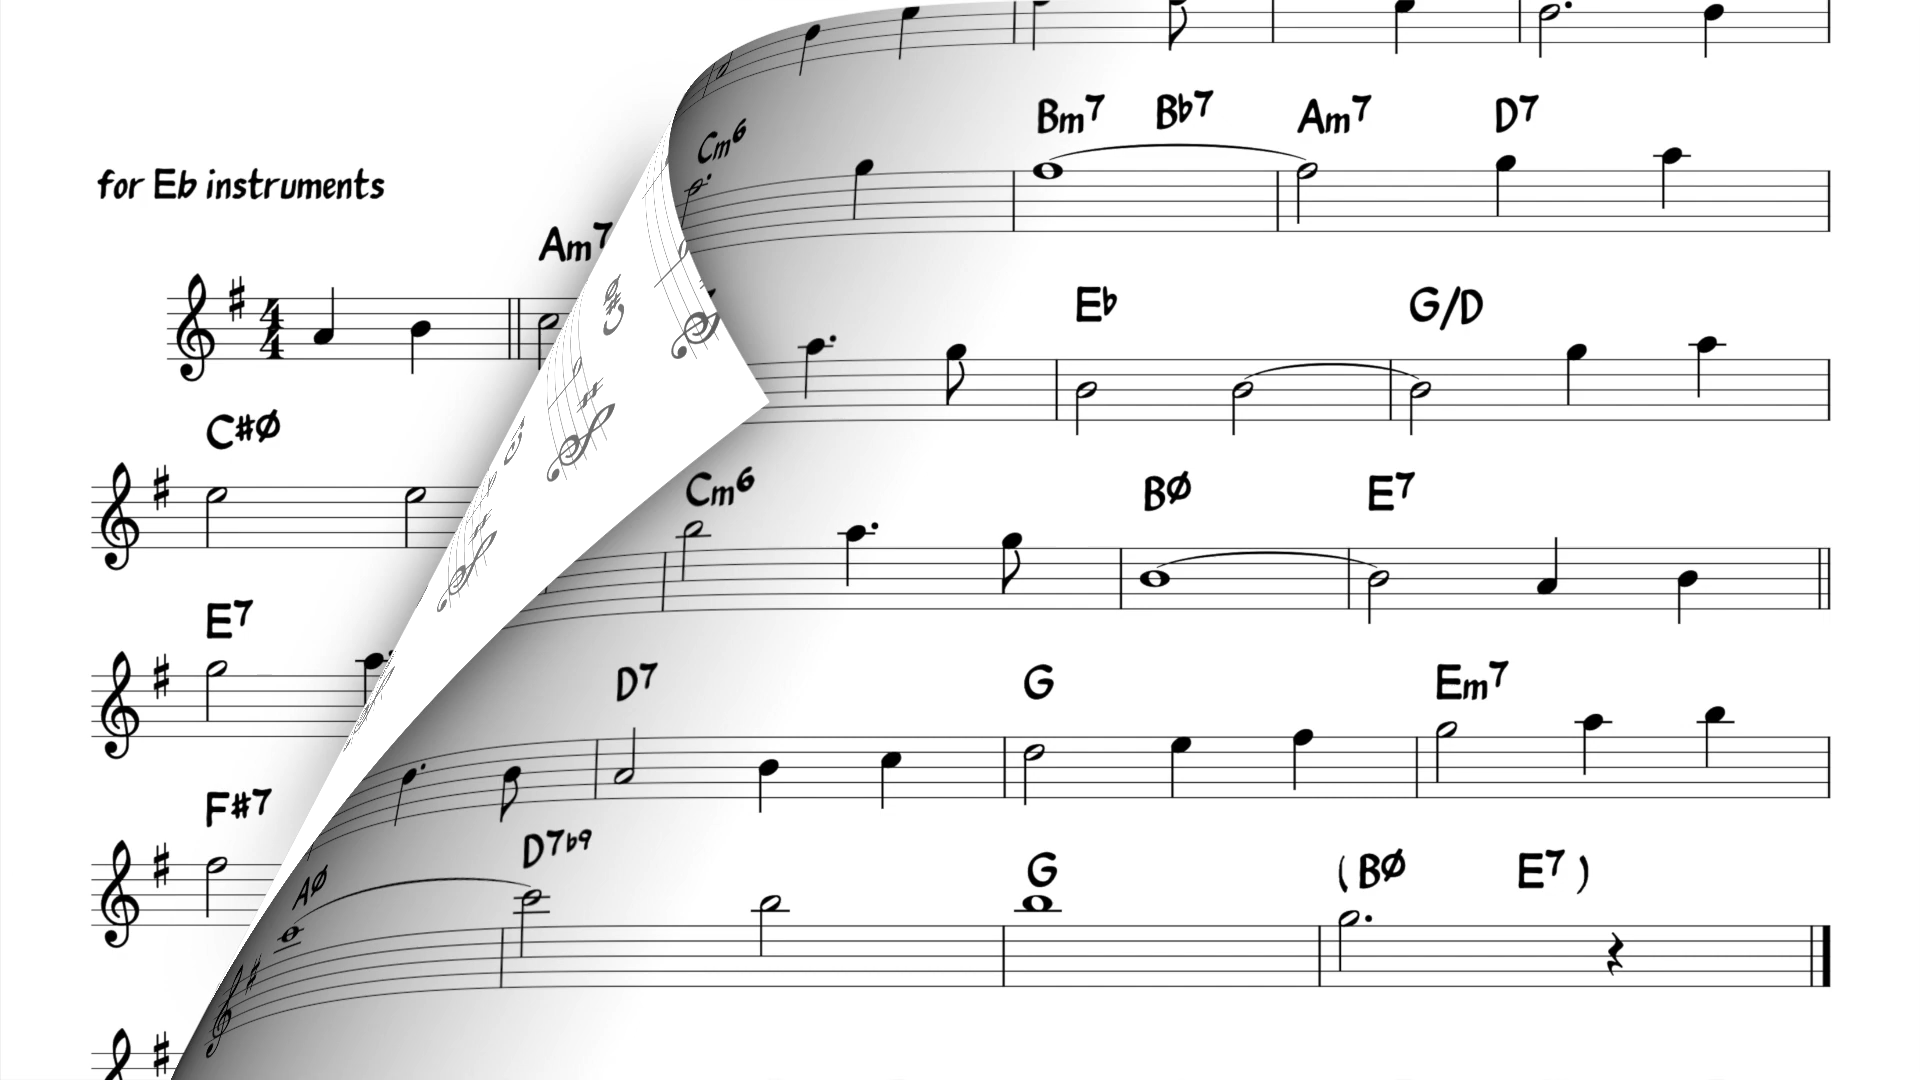 Cm6 Bm7 Bb7 Am7 D7
for Eb instruments
Am7
Eb G/D
C#Ø
Cm6 BØ E7
E7
D7 G Em7
F#7
AØ D7b9 G ( BØ E7 )